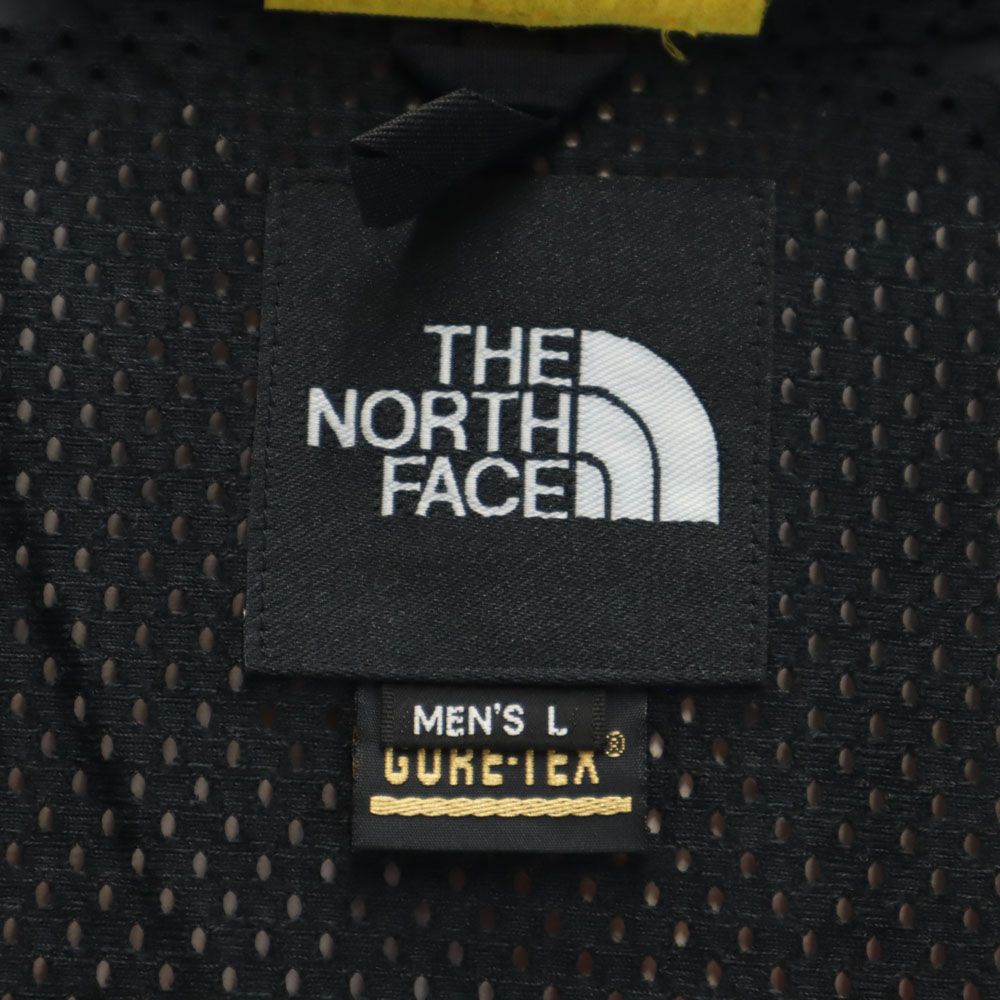 THE
NORTH
FACE
MEN'S L
GORE-TEX®